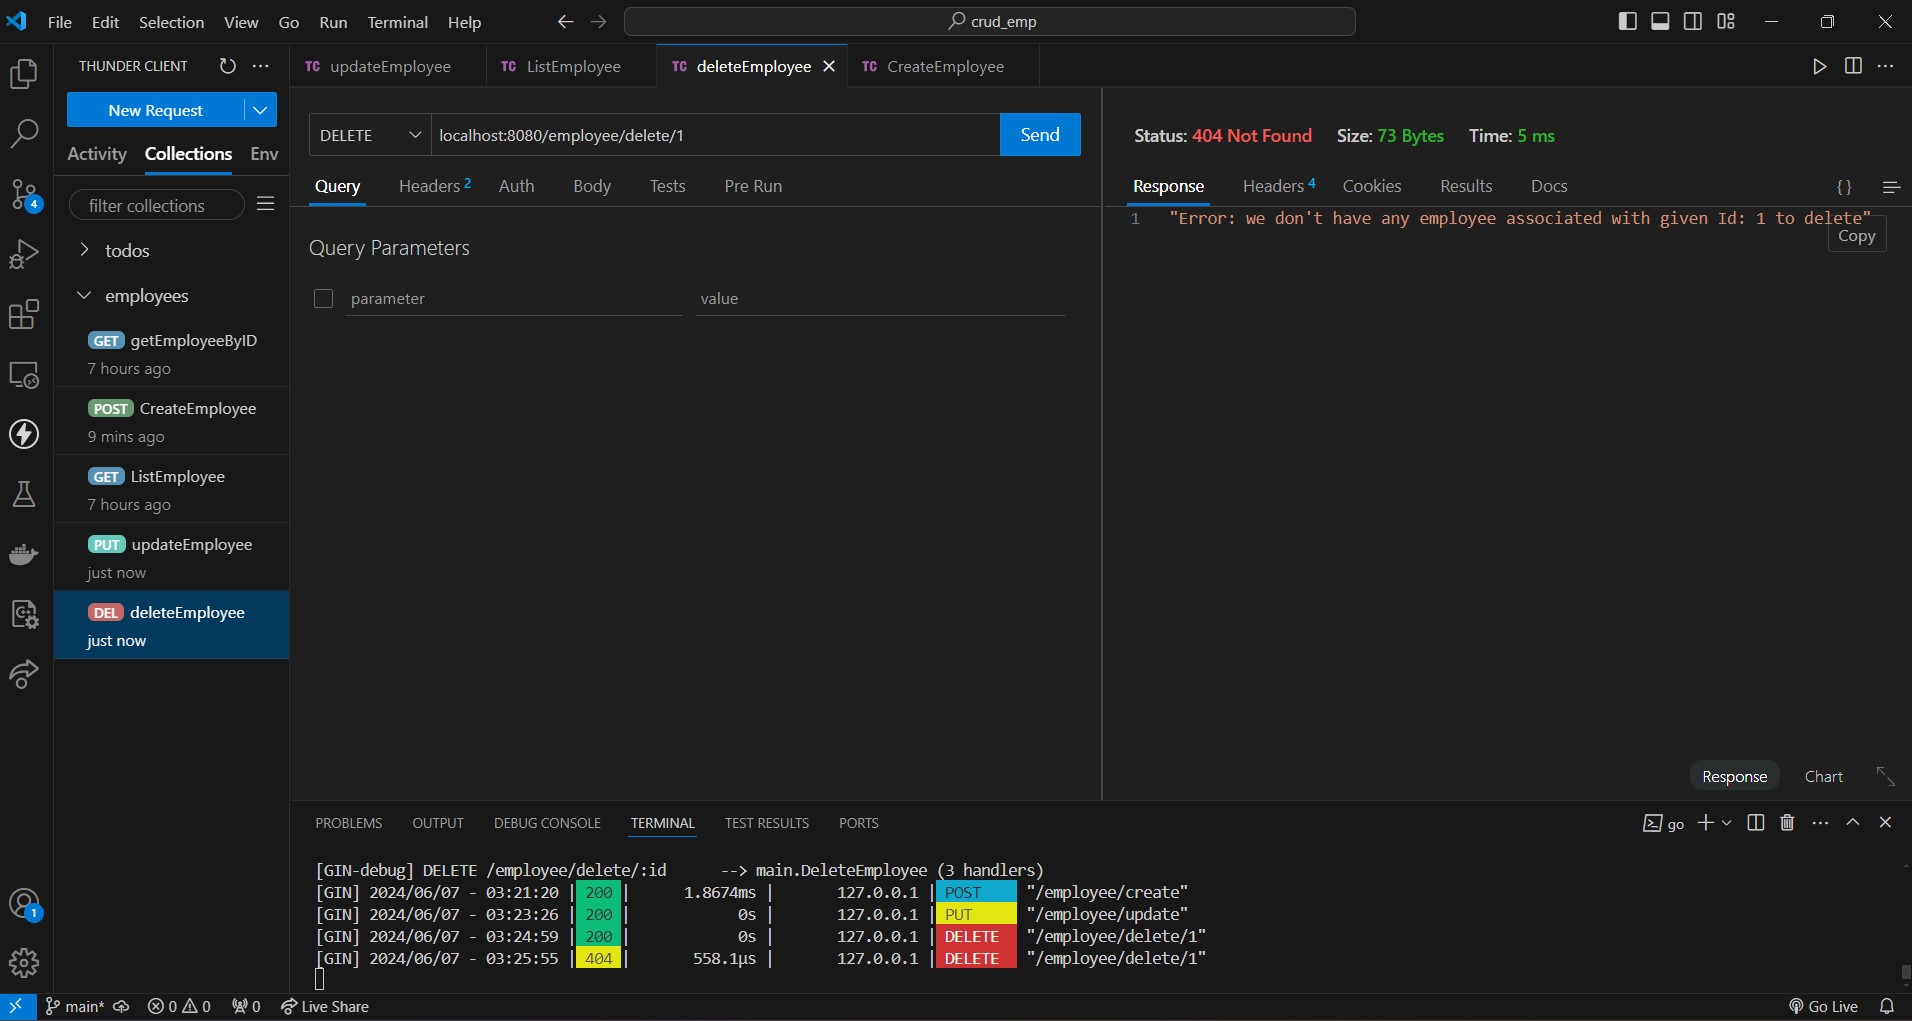 File Edit Selection View Go Run Terminal Help
crud_emp
THUNDER CLIENT
New Request
Activity Collections Env
filter collections
todos
employees
GET getEmployeeByID
7 hours ago
POST CreateEmployee
9 mins ago
GET ListEmployee
7 hours ago
PUT updateEmployee
just now
DEL deleteEmployee
just now
4
1
TC updateEmployee TC ListEmployee TC deleteEmployee TC CreateEmployee
DELETE localhost:8080/employee/delete/1 Send
Query Headers 2 Auth Body Tests Pre Run
Query Parameters
parameter value
Status: 404 Not Found Size: 73 Bytes Time: 5 ms
Response Headers 4 Cookies Results Docs { }
1 "Error: we don't have any employee associated with given Id: 1 to delete"
Copy
Response Chart
PROBLEMS OUTPUT DEBUG CONSOLE TERMINAL TEST RESULTS PORTS go
[GIN-debug] DELETE /employee/delete/:id --> main.DeleteEmployee (3 handlers)
[GIN] 2024/06/07 - 03:21:20 | 200 | 1.8674ms | 127.0.0.1 | POST "/employee/create"
[GIN] 2024/06/07 - 03:23:26 | 200 | 0s | 127.0.0.1 | PUT "/employee/update"
[GIN] 2024/06/07 - 03:24:59 | 200 | 0s | 127.0.0.1 | DELETE "/employee/delete/1"
[GIN] 2024/06/07 - 03:25:55 | 404 | 558.1µs | 127.0.0.1 | DELETE "/employee/delete/1"
main* 0 0 0 Live Share Go Live